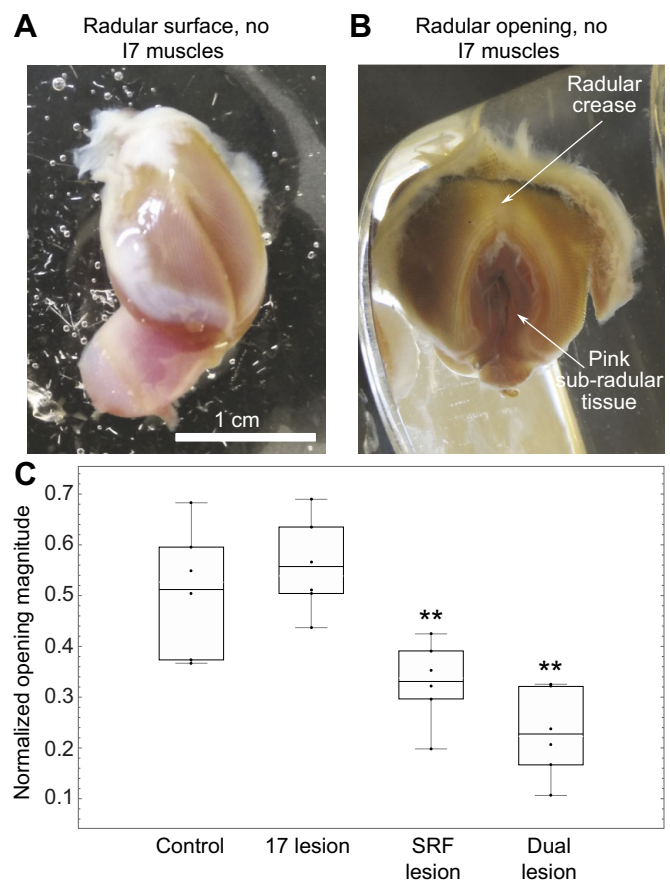 A Radular surface, no
I7 muscles
1 cm
B Radular opening, no
I7 muscles
Radular
crease
Pink
sub-radular
tissue
C
Normalized opening magnitude
0.7
0.6
0.5
0.4
0.3
0.2
0.1
**
**
Control
17 lesion
SRF
lesion
Dual
lesion